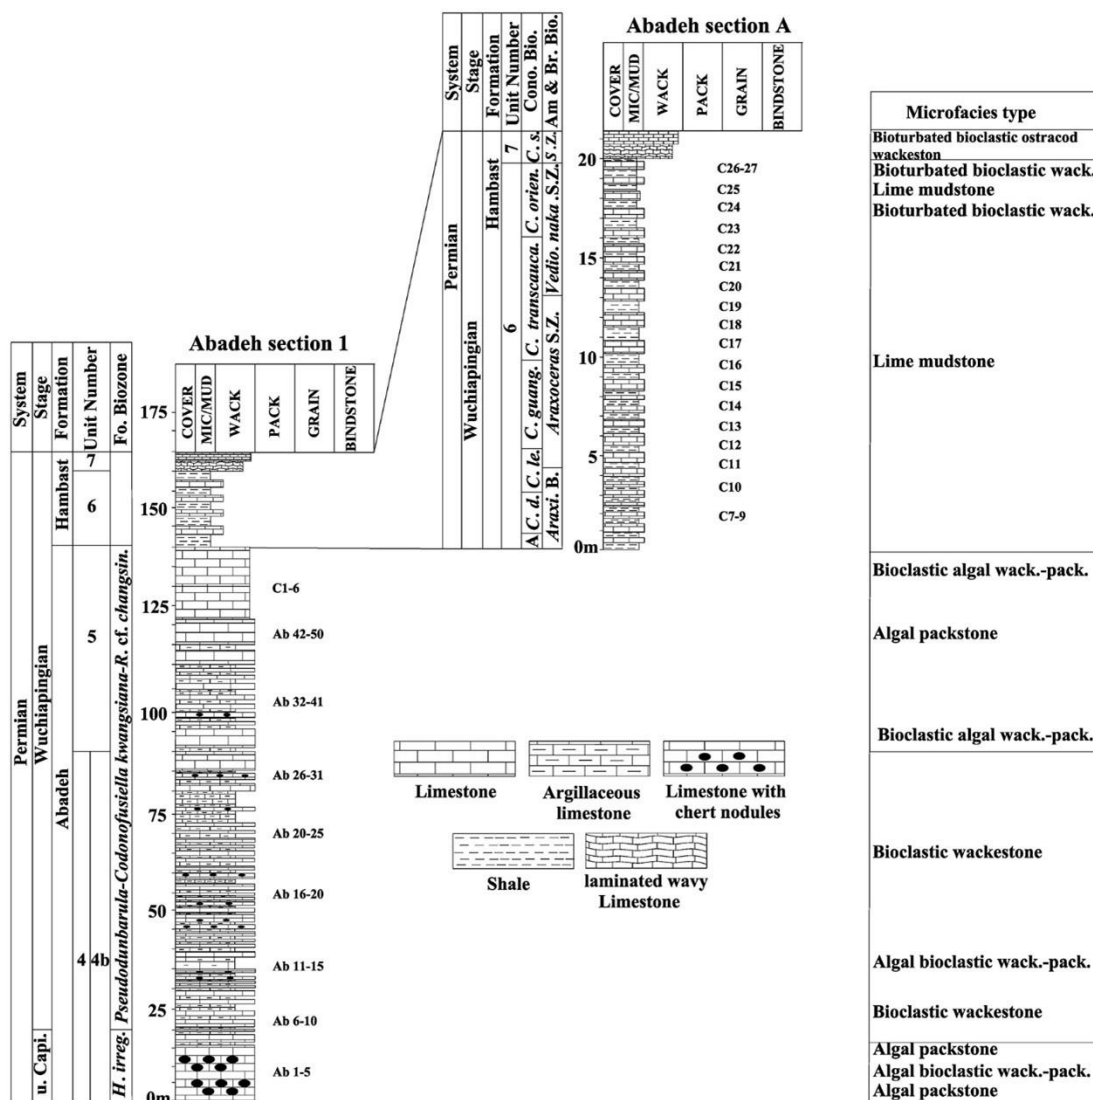 Abadeh section A
System
Stage
Formation
Unit Number
Cono. Bio.
Am & Br. Bio.
COVER
MIC/MUD
WACK
PACK
GRAIN
BINDSTONE
Permian
Wuchiapingian
Hambast
7
6
C. s.
C. orien.
C. transcauca.
C. guang.
C. le.
C. d.
A
S.Z.
Vedio. naka .S.Z.
Araxoceras S.Z.
Araxi. B.
20
15
10
5
0m
C26-27
C25
C24
C23
C22
C21
C20
C19
C18
C17
C16
C15
C14
C13
C12
C11
C10
C7-9
Microfacies type
Bioturbated bioclastic ostracod
wackeston
Bioturbated bioclastic wack.
Lime mudstone
Bioturbated bioclastic wack.
Lime mudstone
Bioclastic algal wack.-pack.
Algal packstone
Bioclastic algal wack.-pack.
Bioclastic wackestone
Algal bioclastic wack.-pack.
Bioclastic wackestone
Algal packstone
Algal bioclastic wack.-pack.
Algal packstone
Abadeh section 1
System
Stage
Formation
Unit Number
Fo. Biozone
COVER
MIC/MUD
WACK
PACK
GRAIN
BINDSTONE
Permian
Wuchiapingian
u. Capi.
Hambast
Abadeh
7
6
5
4
4b
Pseudodunbarula-Codonofusiella kwangsiana-R. cf. changsin.
H. irreg.
175
150
125
100
75
50
25
0m
C1-6
Ab 42-50
Ab 32-41
Ab 26-31
Ab 20-25
Ab 16-20
Ab 11-15
Ab 6-10
Ab 1-5
Limestone
Argillaceous
limestone
Limestone with
chert nodules
Shale
laminated wavy
Limestone